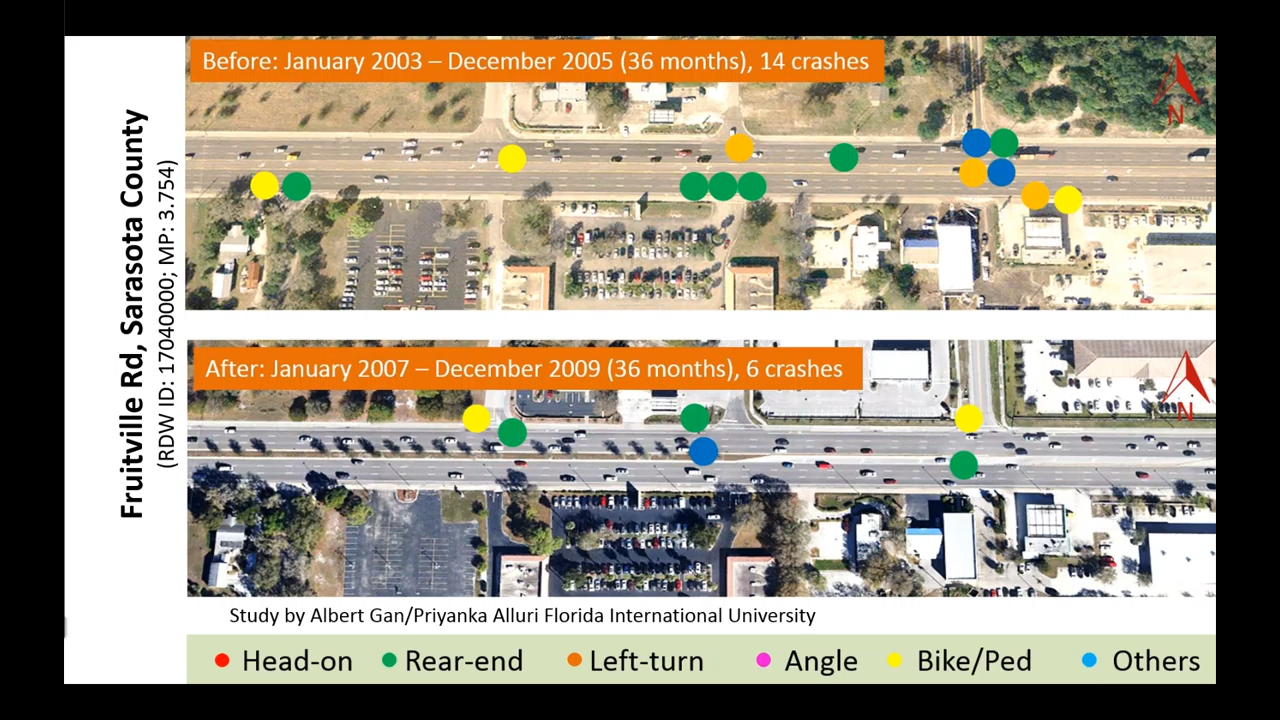 Before: January 2003 – December 2005 (36 months), 14 crashes
N
Fruitville Rd, Sarasota County
(RDW ID: 17040000; MP: 3.754)
After: January 2007 – December 2009 (36 months), 6 crashes
N
Study by Albert Gan/Priyanka Alluri Florida International University
Head-on Rear-end Left-turn Angle Bike/Ped Others